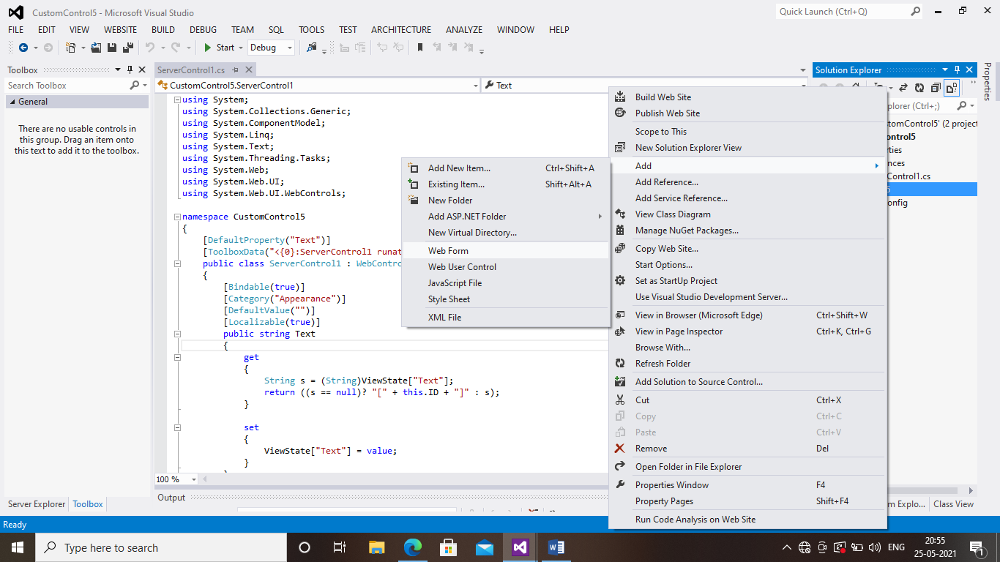 CustomControl5 - Microsoft Visual Studio
Quick Launch (Ctrl+Q)
FILE EDIT VIEW WEBSITE BUILD DEBUG TEAM SQL TOOLS TEST ARCHITECTURE ANALYZE WINDOW HELP
Start Debug
Toolbox
Search Toolbox
General
There are no usable controls in
this group. Drag an item onto
this text to add it to the toolbox.
Server Explorer Toolbox
ServerControl1.cs
CustomControl5.ServerControl1 Text
using System;
using System.Collections.Generic;
using System.ComponentModel;
using System.Linq;
using System.Text;
using System.Threading.Tasks;
using System.Web;
using System.Web.UI;
using System.Web.UI.WebControls;
namespace CustomControl5
{
[DefaultProperty("Text")]
[ToolboxData("<{0}:ServerControl1 runat
public class ServerControl1 : WebContro
{
[Bindable(true)]
[Category("Appearance")]
[DefaultValue("")]
[Localizable(true)]
public string Text
{
get
{
String s = (String)ViewState["Text"];
return ((s == null)? "[" + this.ID + "]" : s);
}
set
{
ViewState["Text"] = value;
}
100 %
Output
Add New Item... Ctrl+Shift+A
Existing Item... Shift+Alt+A
New Folder
Add ASP.NET Folder
New Virtual Directory...
Web Form
Web User Control
JavaScript File
Style Sheet
XML File
Build Web Site
Publish Web Site
Scope to This
New Solution Explorer View
Add
Add Reference...
Add Service Reference...
View Class Diagram
Manage NuGet Packages...
Copy Web Site...
Start Options...
Set as StartUp Project
Use Visual Studio Development Server...
View in Browser (Microsoft Edge) Ctrl+Shift+W
View in Page Inspector Ctrl+K, Ctrl+G
Browse With...
Refresh Folder
Add Solution to Source Control...
Cut Ctrl+X
Copy Ctrl+C
Paste Ctrl+V
Remove Del
Open Folder in File Explorer
Properties Window F4
Property Pages Shift+F4
Run Code Analysis on Web Site
Solution Explorer
plorer (Ctrl+;)
tomControl5' (2 project
ontrol5
rties
nces
Control1.cs
5
onfig
m Explo... Class View
Properties
Ready
Type here to search
ENG
20:55
25-05-2021
1